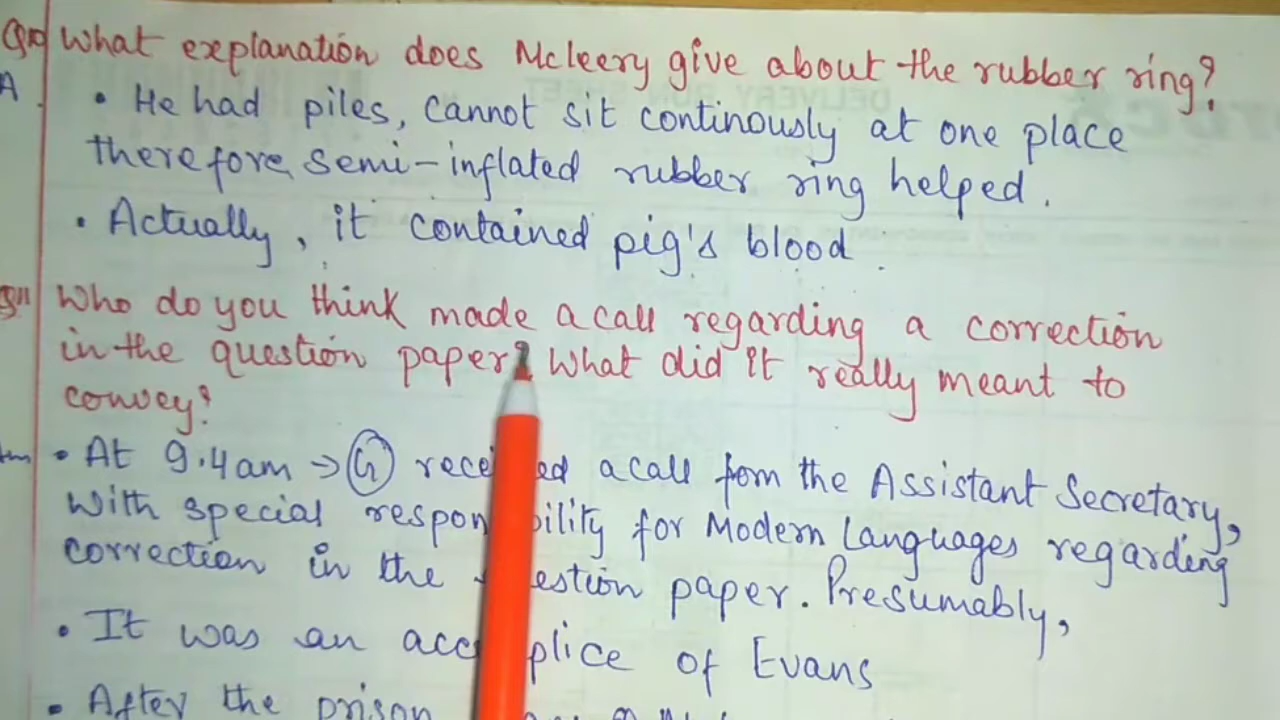 Q10 What explanation does Mcleery give about the rubber ring?
A • He had piles, cannot sit continously at one place
therefore, semi-inflated rubber ring helped.
• Actually, it contained pig's blood.
Q11 Who do you think made a call regarding a correction
in the question paper? What did it really meant to
convey?
Ans • At 9.4am → G received a call fom the Assistant Secretary,
with special responsibility for Modern Languages regarding
correction in the question paper. Presumably,
• It was an accomplice of Evans
• After the prison